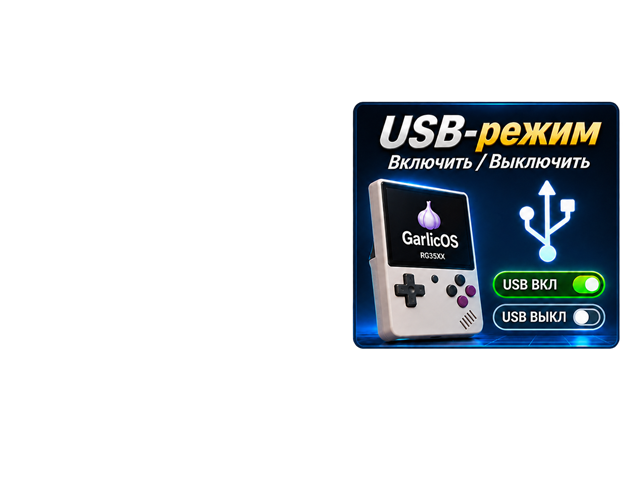 USB-режим
Включить / Выключить
GarlicOS
RG35XX
USB ВКЛ
USB ВЫКЛ